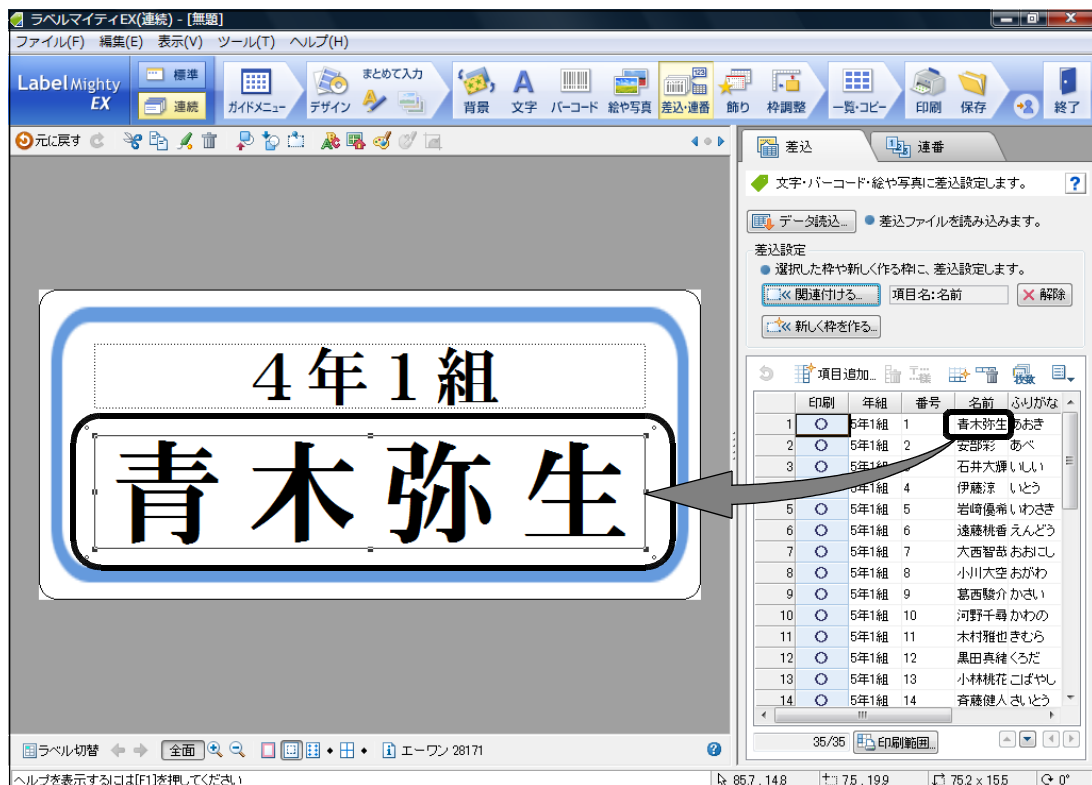 ラベルマイティEX(連続) - [無題]
ファイル(F) 編集(E) 表示(V) ツール(T) ヘルプ(H)
LabelMighty EX
標準
連続
ガイドメニュー
デザイン
まとめて入力
背景
文字
バーコード
絵や写真
差込・連番
飾り
枠調整
一覧・コピー
印刷
保存
終了
元に戻す
4年1組
青木弥生
差込
連番
文字・バーコード・絵や写真に差込設定します。
?
データ読込...
差込ファイルを読み込みます。
差込設定
選択した枠や新しく作る枠に、差込設定します。
関連付ける...
項目名:名前
解除
新しく枠を作る...
項目追加...
枚数
印刷 年組 番号 名前 ふりがな
1 5年1組 1 青木弥生 あおき
2 5年1組 2 安部彩 あべ
3 5年1組 石井大輝 いしい
年1組 4 伊藤涼 いとう
5 5年1組 5 岩崎優希 いわさき
6 5年1組 6 遠藤桃香 えんどう
7 5年1組 7 大西智哉 おおにし
8 5年1組 8 小川大空 おがわ
9 5年1組 9 葛西駿介 かさい
10 5年1組 10 河野千尋 かわの
11 5年1組 11 木村雅也 きむら
12 5年1組 12 黒田真緒 くろだ
13 5年1組 13 小林桃花 こばやし
14 5年1組 14 斉藤健人 さいとう
35/35
印刷範囲...
ラベル切替
全面
エーワン 28171
ヘルプを表示するには[F1]を押してください
85.7 , 14.8
7.5 , 19.9
75.2 x 15.5
0°